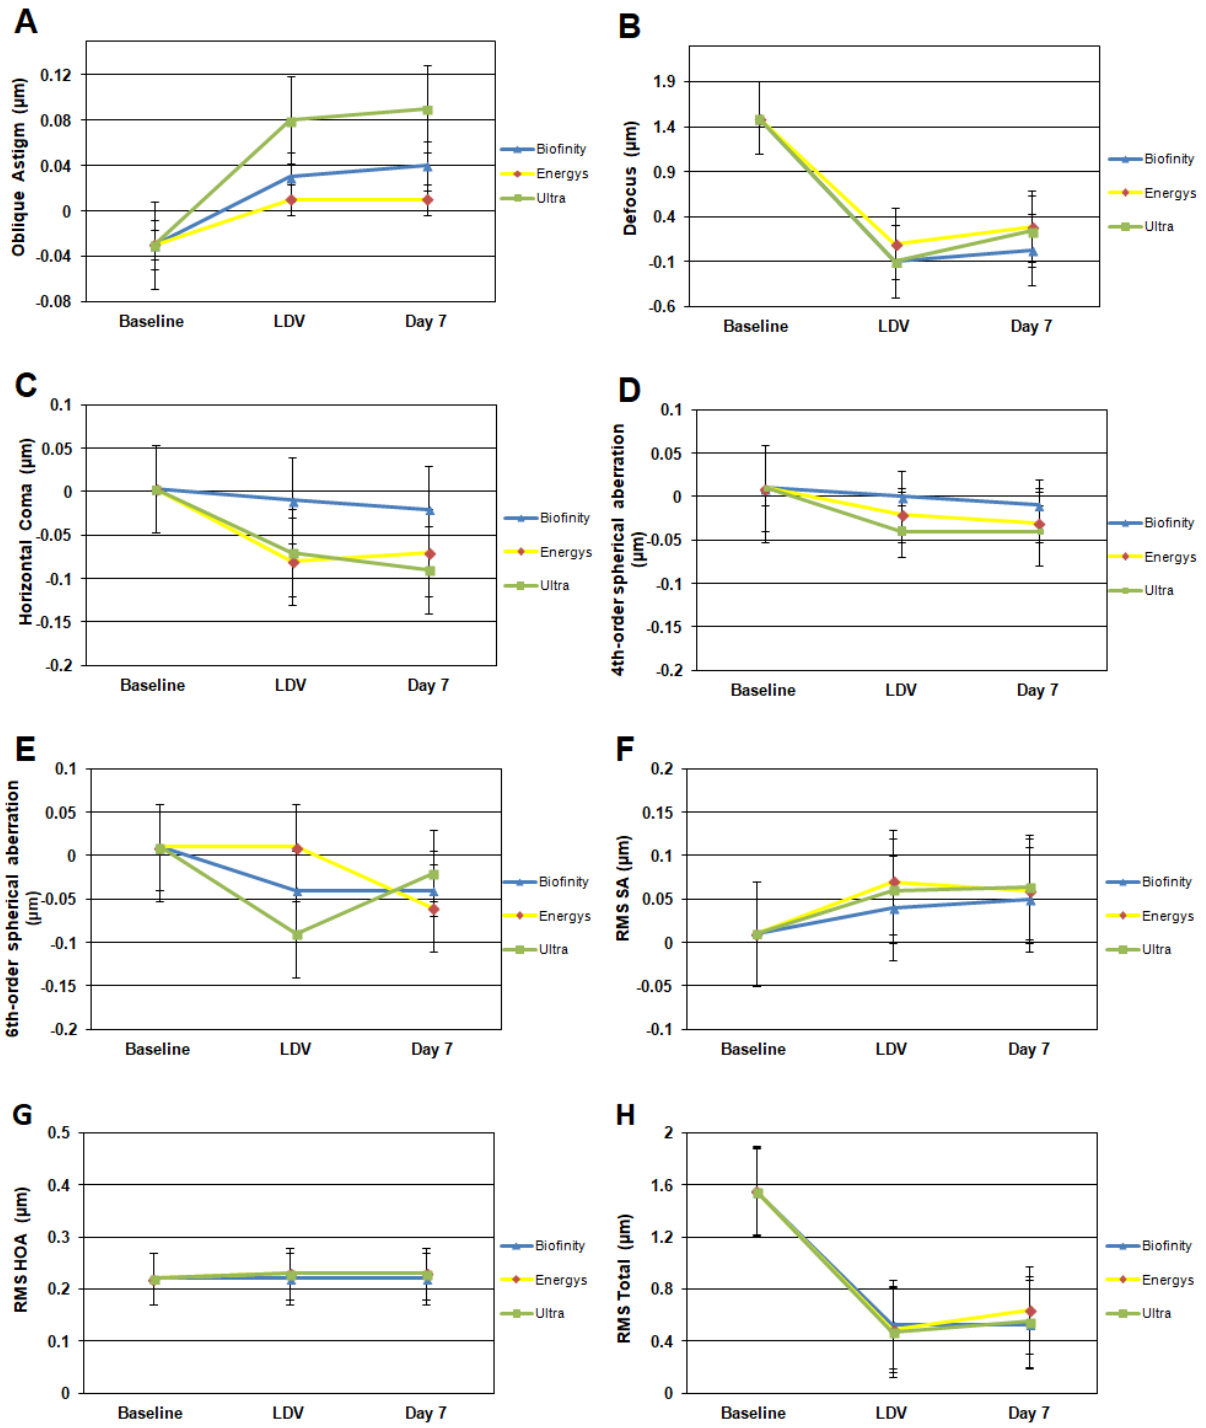 A
Oblique Astigm (µm)
0.12
0.08
0.04
0
-0.04
-0.08
Baseline LDV Day 7
Biofinity
Energys
Ultra
B
Defocus (µm)
1.9
1.4
0.9
0.4
-0.1
-0.6
Baseline LDV Day 7
Biofinity
Energys
Ultra
C
Horizontal Coma (µm)
0.1
0.05
0
-0.05
-0.1
-0.15
-0.2
Baseline LDV Day 7
Biofinity
Energys
Ultra
D
4th-order spherical aberration
(µm)
0.1
0.05
0
-0.05
-0.1
-0.15
-0.2
Baseline LDV Day 7
Biofinity
Energys
Ultra
E
6th-order spherical aberration
(µm)
0.1
0.05
0
-0.05
-0.1
-0.15
-0.2
Baseline LDV Day 7
Biofinity
Energys
Ultra
F
RMS SA (µm)
0.2
0.15
0.1
0.05
0
-0.05
-0.1
Baseline LDV Day 7
Biofinity
Energys
Ultra
G
RMS HOA (µm)
0.5
0.4
0.3
0.2
0.1
0
Baseline LDV Day 7
Biofinity
Energys
Ultra
H
RMS Total (µm)
2
1.6
1.2
0.8
0.4
0
Baseline LDV Day 7
Biofinity
Energys
Ultra